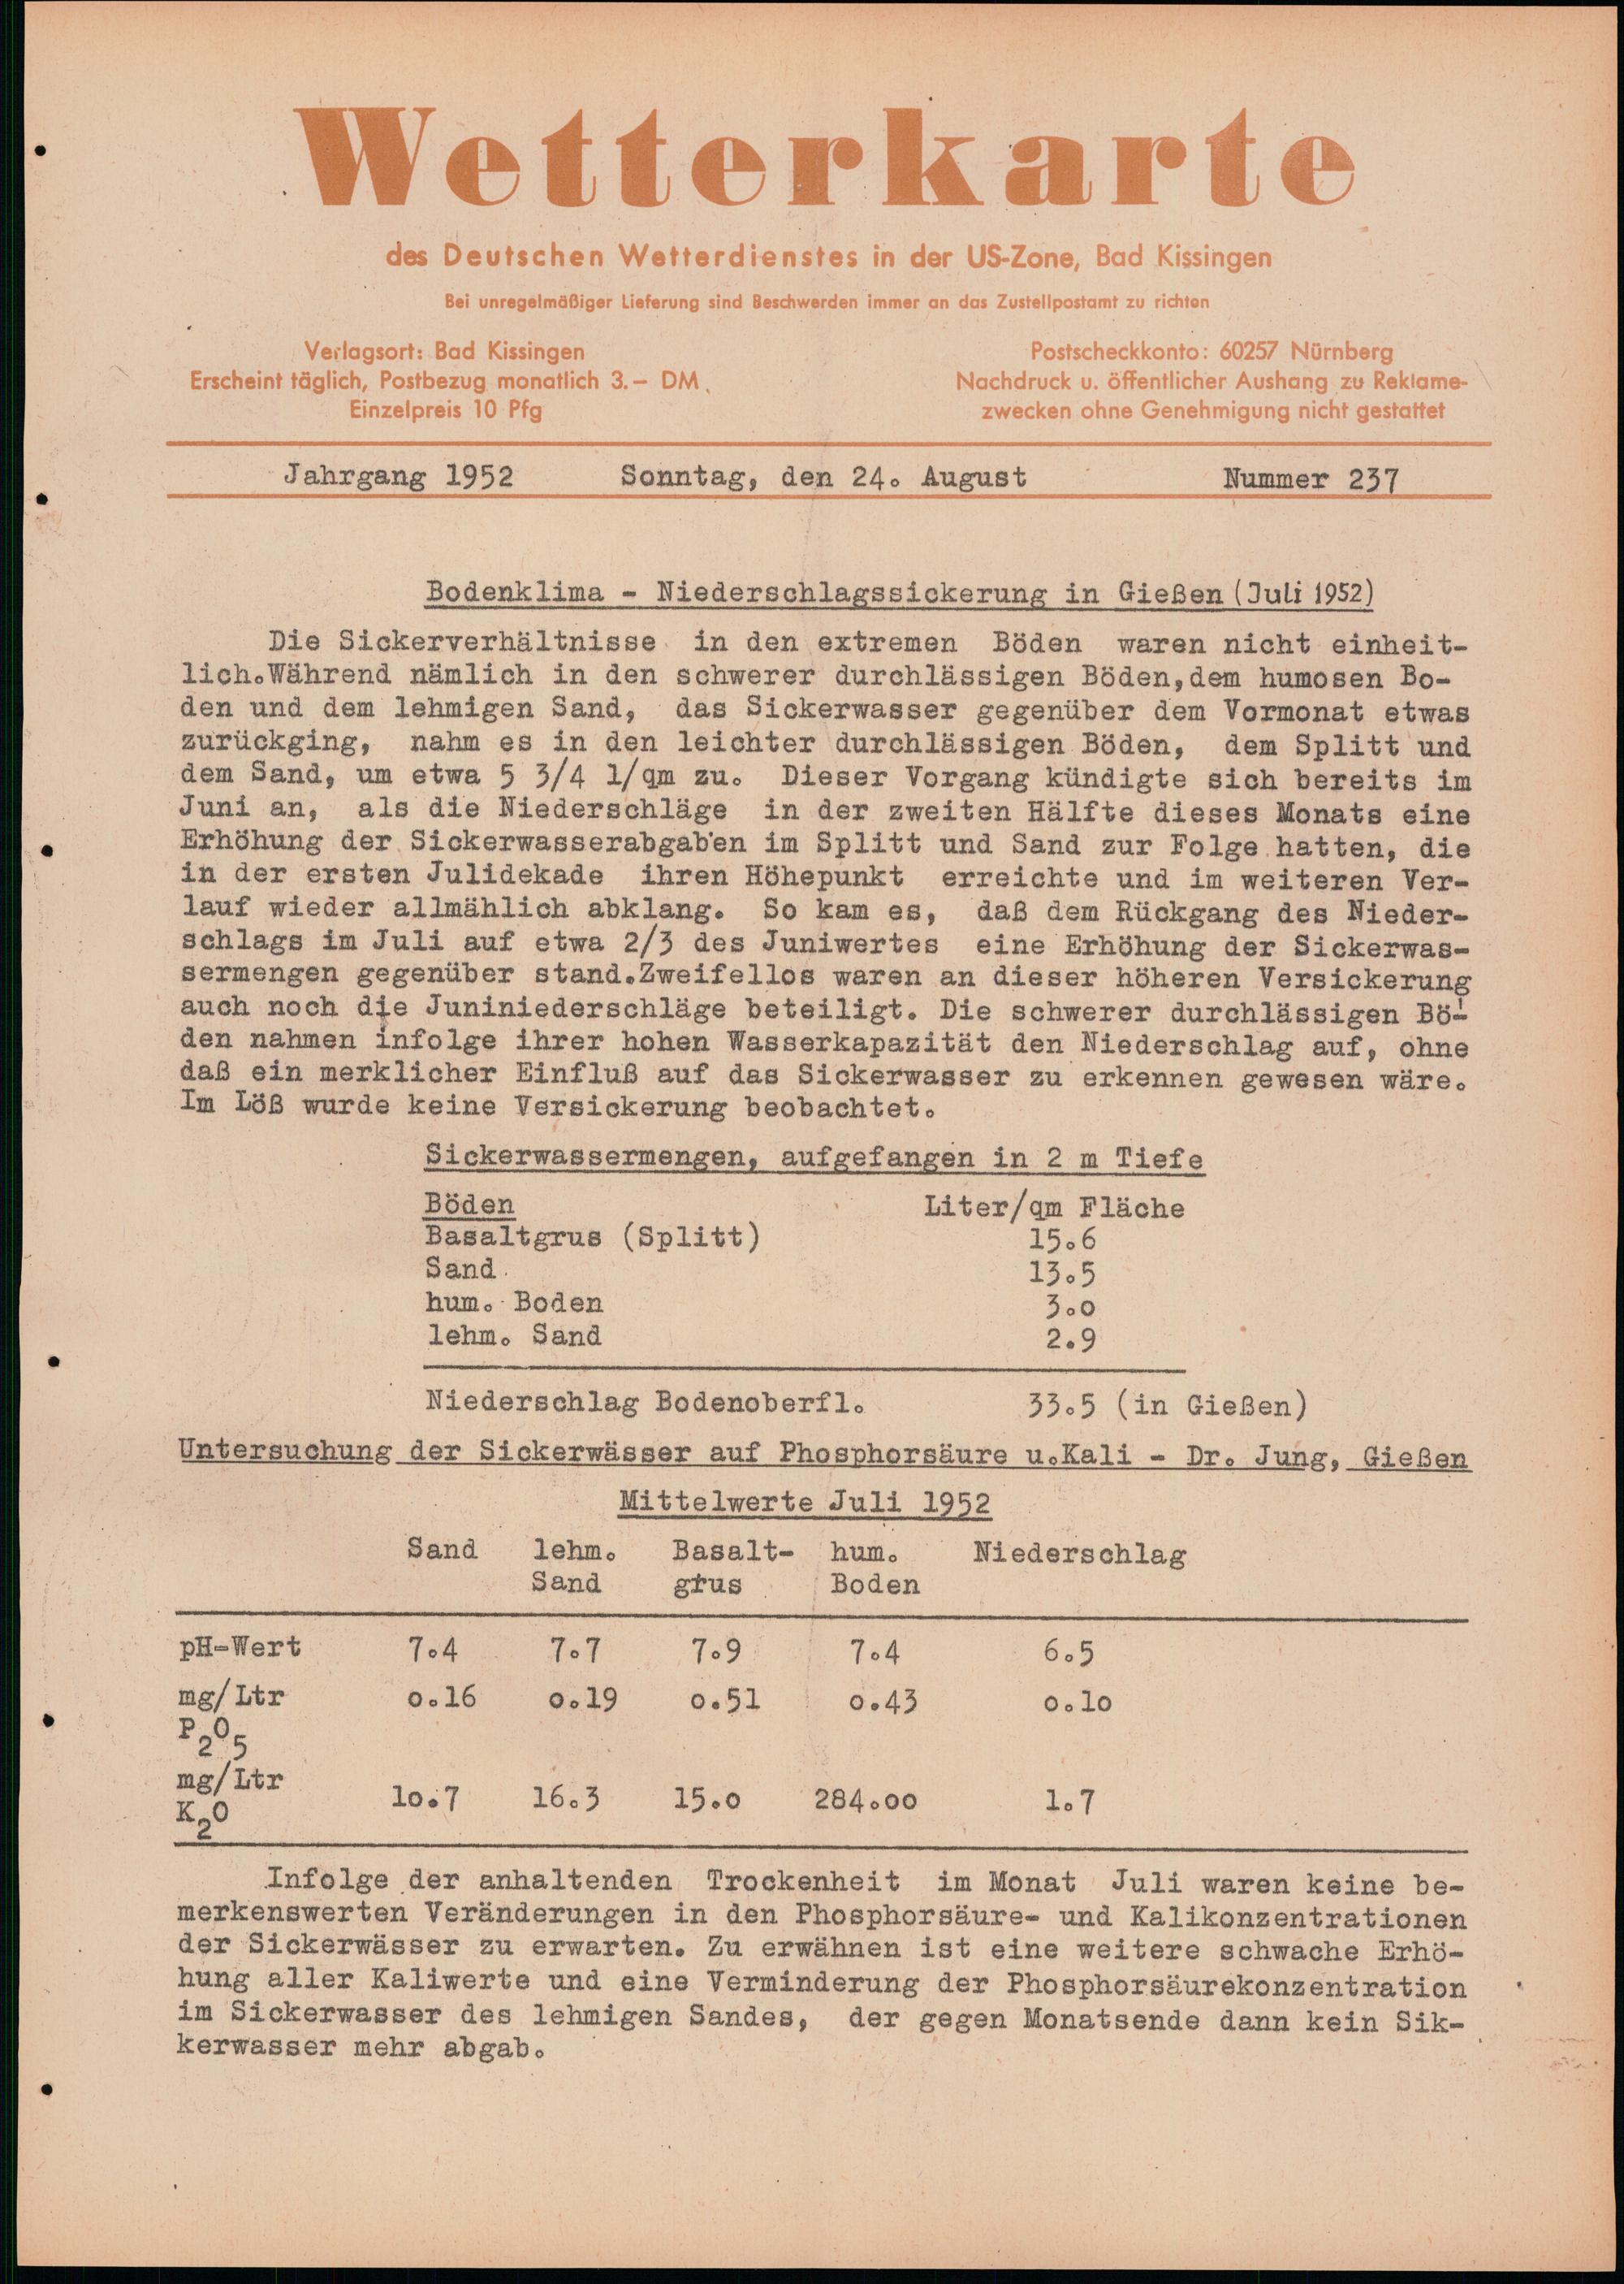 Wetterkarte
des Deutschen Wetterdienstes in der US-Zone, Bad Kissingen
Bei unregelmäßiger Lieferung sind Beschwerden immer an das Zustellpostamt zu richten
Verlagsort: Bad Kissingen
Erscheint täglich, Postbezug monatlich 3.– DM
Einzelpreis 10 Pfg
Postscheckkonto: 60257 Nürnberg
Nachdruck u. öffentlicher Aushang zu Reklame-
zwecken ohne Genehmigung nicht gestattet
Jahrgang 1952 Sonntag, den 24. August Nummer 237
Bodenklima - Niederschlagssickerung in Gießen (Juli 1952)
Die Sickerverhältnisse in den extremen Böden waren nicht einheit-
lich.Während nämlich in den schwerer durchlässigen Böden,dem humosen Bo-
den und dem lehmigen Sand, das Sickerwasser gegenüber dem Vormonat etwas
zurückging, nahm es in den leichter durchlässigen Böden, dem Splitt und
dem Sand, um etwa 5 3/4 l/qm zu. Dieser Vorgang kündigte sich bereits im
Juni an, als die Niederschläge in der zweiten Hälfte dieses Monats eine
Erhöhung der Sickerwasserabgaben im Splitt und Sand zur Folge hatten, die
in der ersten Julidekade ihren Höhepunkt erreichte und im weiteren Ver-
lauf wieder allmählich abklang. So kam es, daß dem Rückgang des Nieder-
schlags im Juli auf etwa 2/3 des Juniwertes eine Erhöhung der Sickerwas-
sermengen gegenüber stand.Zweifellos waren an dieser höheren Versickerung
auch noch die Juniniederschläge beteiligt. Die schwerer durchlässigen Bö-
den nahmen infolge ihrer hohen Wasserkapazität den Niederschlag auf, ohne
daß ein merklicher Einfluß auf das Sickerwasser zu erkennen gewesen wäre.
Im Löß wurde keine Versickerung beobachtet.
Sickerwassermengen, aufgefangen in 2 m Tiefe
Böden Liter/qm Fläche
Basaltgrus (Splitt) 15.6
Sand 13.5
hum. Boden 3.o
lehm. Sand 2.9
Niederschlag Bodenoberfl. 33.5 (in Gießen)
Untersuchung der Sickerwässer auf Phosphorsäure u.Kali - Dr. Jung, Gießen
Mittelwerte Juli 1952
Sand lehm. Basalt- hum. Niederschlag
Sand grus Boden
pH-Wert 7.4 7.7 7.9 7.4 6.5
mg/Ltr o.16 o.19 o.51 o.43 o.lo
P2O5
mg/Ltr
K2O lo.7 16.3 15.o 284.oo 1.7
Infolge der anhaltenden Trockenheit im Monat Juli waren keine be-
merkenswerten Veränderungen in den Phosphorsäure- und Kalikonzentrationen
der Sickerwässer zu erwarten. Zu erwähnen ist eine weitere schwache Erhö-
hung aller Kaliwerte und eine Verminderung der Phosphorsäurekonzentration
im Sickerwasser des lehmigen Sandes, der gegen Monatsende dann kein Sik-
kerwasser mehr abgab.